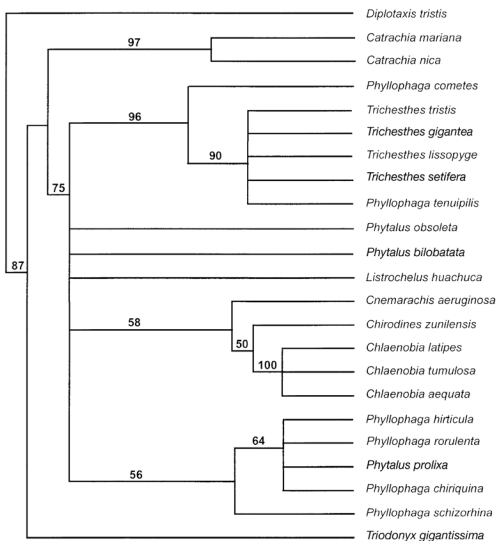 Diplotaxis tristis
Catrachia mariana
97
Catrachia nica
Phyllophaga cometes
Trichesthes tristis
96
Trichesthes gigantea
90
Trichesthes lissopyge
Trichesthes setifera
75
Phyllophaga tenuipilis
Phytalus obsoleta
Phytalus bilobatata
87
Listrochelus huachuca
Cnemarachis aeruginosa
58
Chirodines zunilensis
50
Chlaenobia latipes
100
Chlaenobia tumulosa
Chlaenobia aequata
Phyllophaga hirticula
64
Phyllophaga rorulenta
Phytalus prolixa
56
Phyllophaga chiriquina
Phyllophaga schizorhina
Triodonyx gigantissima